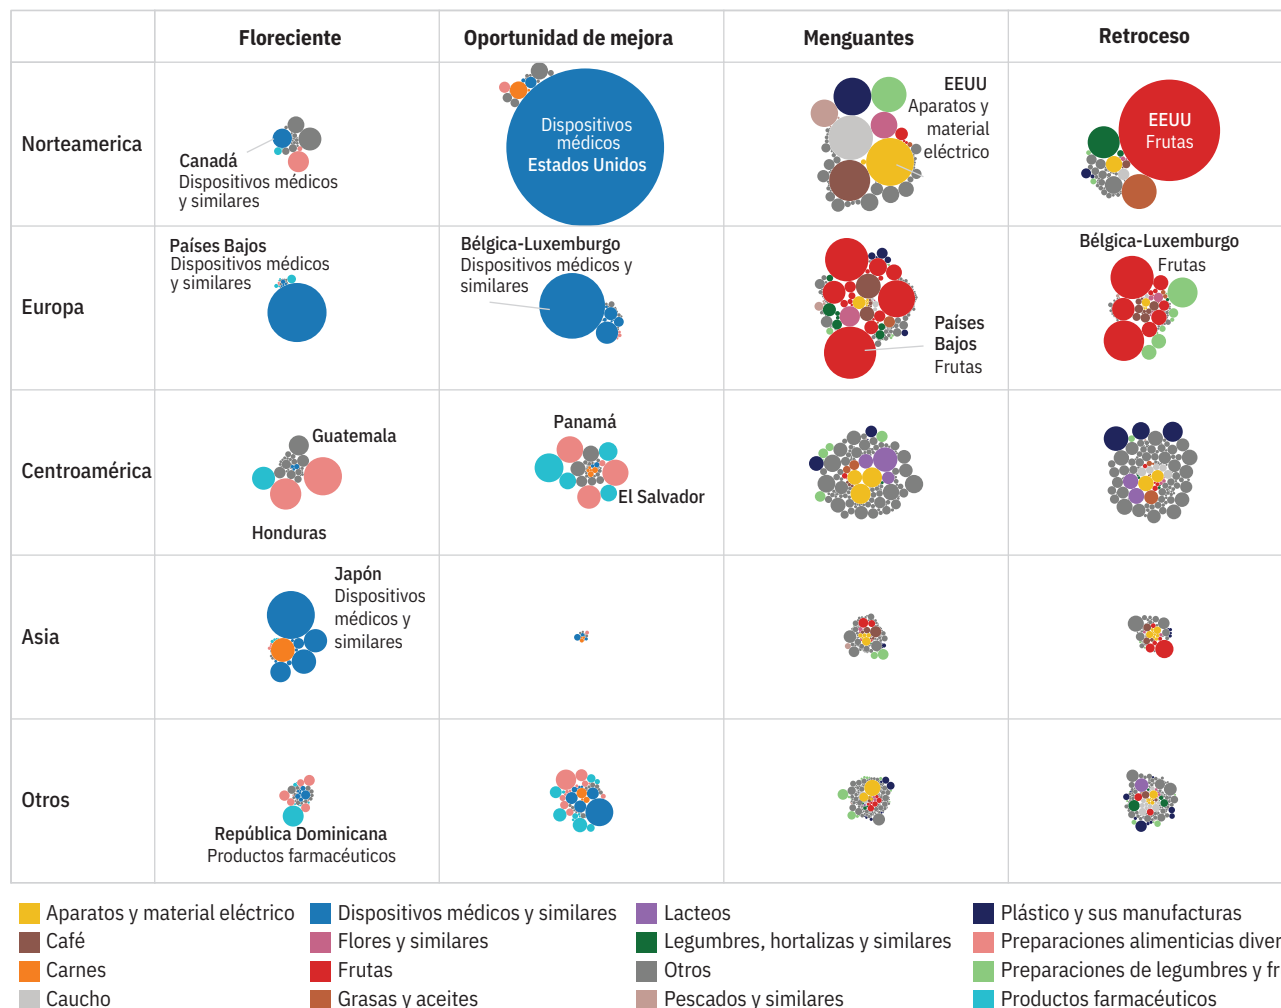 Floreciente
Oportunidad de mejora
Menguantes
Retroceso
Norteamerica
Canadá
Dispositivos médicos
y similares
Dispositivos
médicos
Estados Unidos
EEUU
Aparatos y
material
eléctrico
EEUU
Frutas
Europa
Países Bajos
Dispositivos médicos
y similares
Bélgica-Luxemburgo
Dispositivos médicos y
similares
Países
Bajos
Frutas
Bélgica-Luxemburgo
Frutas
Centroamérica
Guatemala
Honduras
Panamá
El Salvador
Asia
Japón
Dispositivos
médicos y
similares
Otros
República Dominicana
Productos farmacéuticos
Aparatos y material eléctrico
Café
Carnes
Caucho
Dispositivos médicos y similares
Flores y similares
Frutas
Grasas y aceites
Lacteos
Legumbres, hortalizas y similares
Otros
Pescados y similares
Plástico y sus manufacturas
Preparaciones alimenticias diver
Preparaciones de legumbres y fr
Productos farmacéuticos